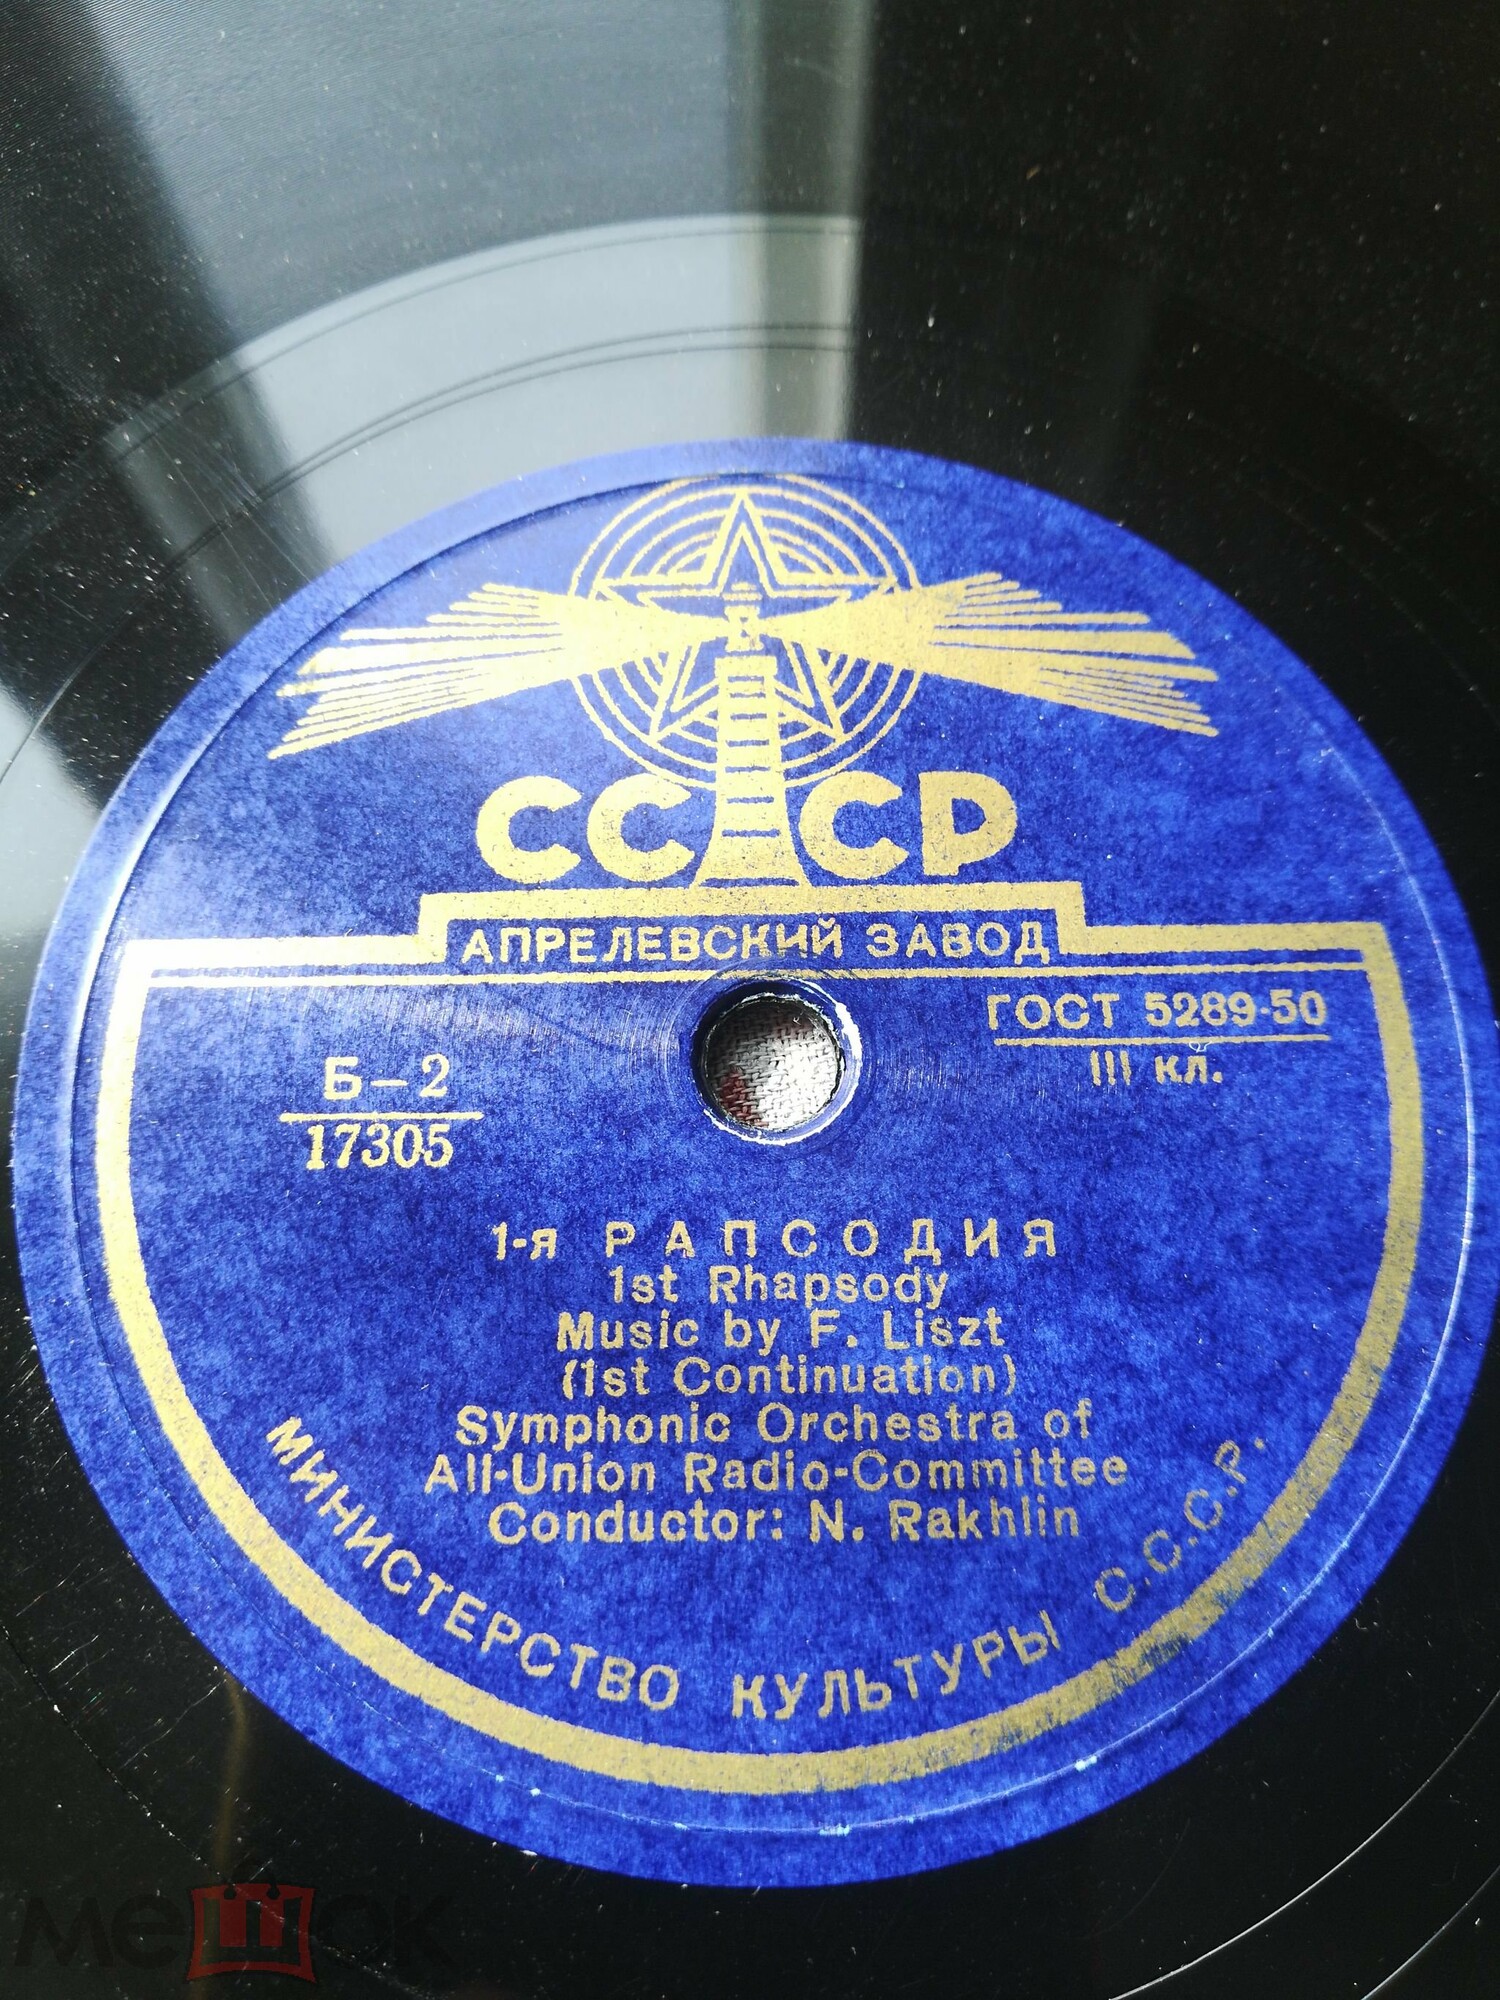 СССР
АПРЕЛЕВСКИЙ ЗАВОД
ГОСТ 5289-50
III кл.
Б-2
17305
1-я РАПСОДИЯ
1st Rhapsody
Music by F. Liszt
(1st Continuation)
Symphonic Orchestra of
All-Union Radio-Committee
Conductor: N. Rakhlin
МИНИСТЕРСТВО КУЛЬТУРЫ С.С.С.Р.
мешок